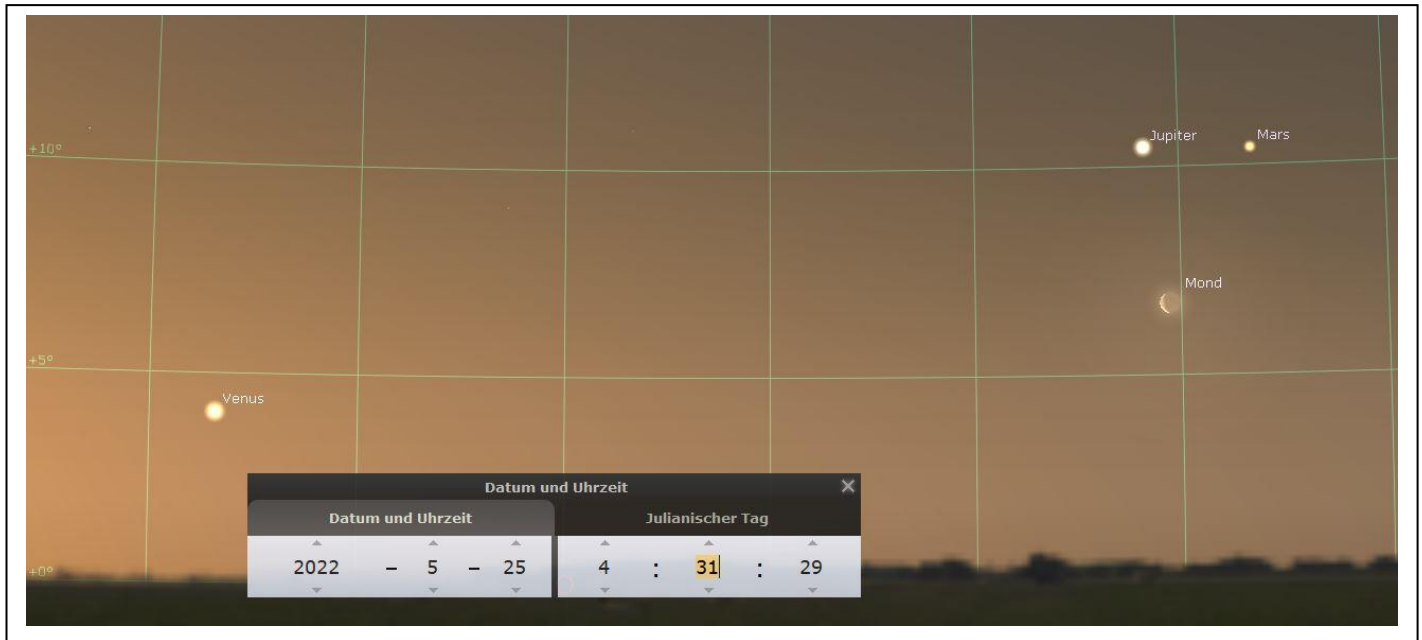 Jupiter Mars
+10°
Mond
+5°
Venus
Datum und Uhrzeit
Datum und Uhrzeit Julianischer Tag
2022 – 5 – 25 4 : 31 : 29
+0°